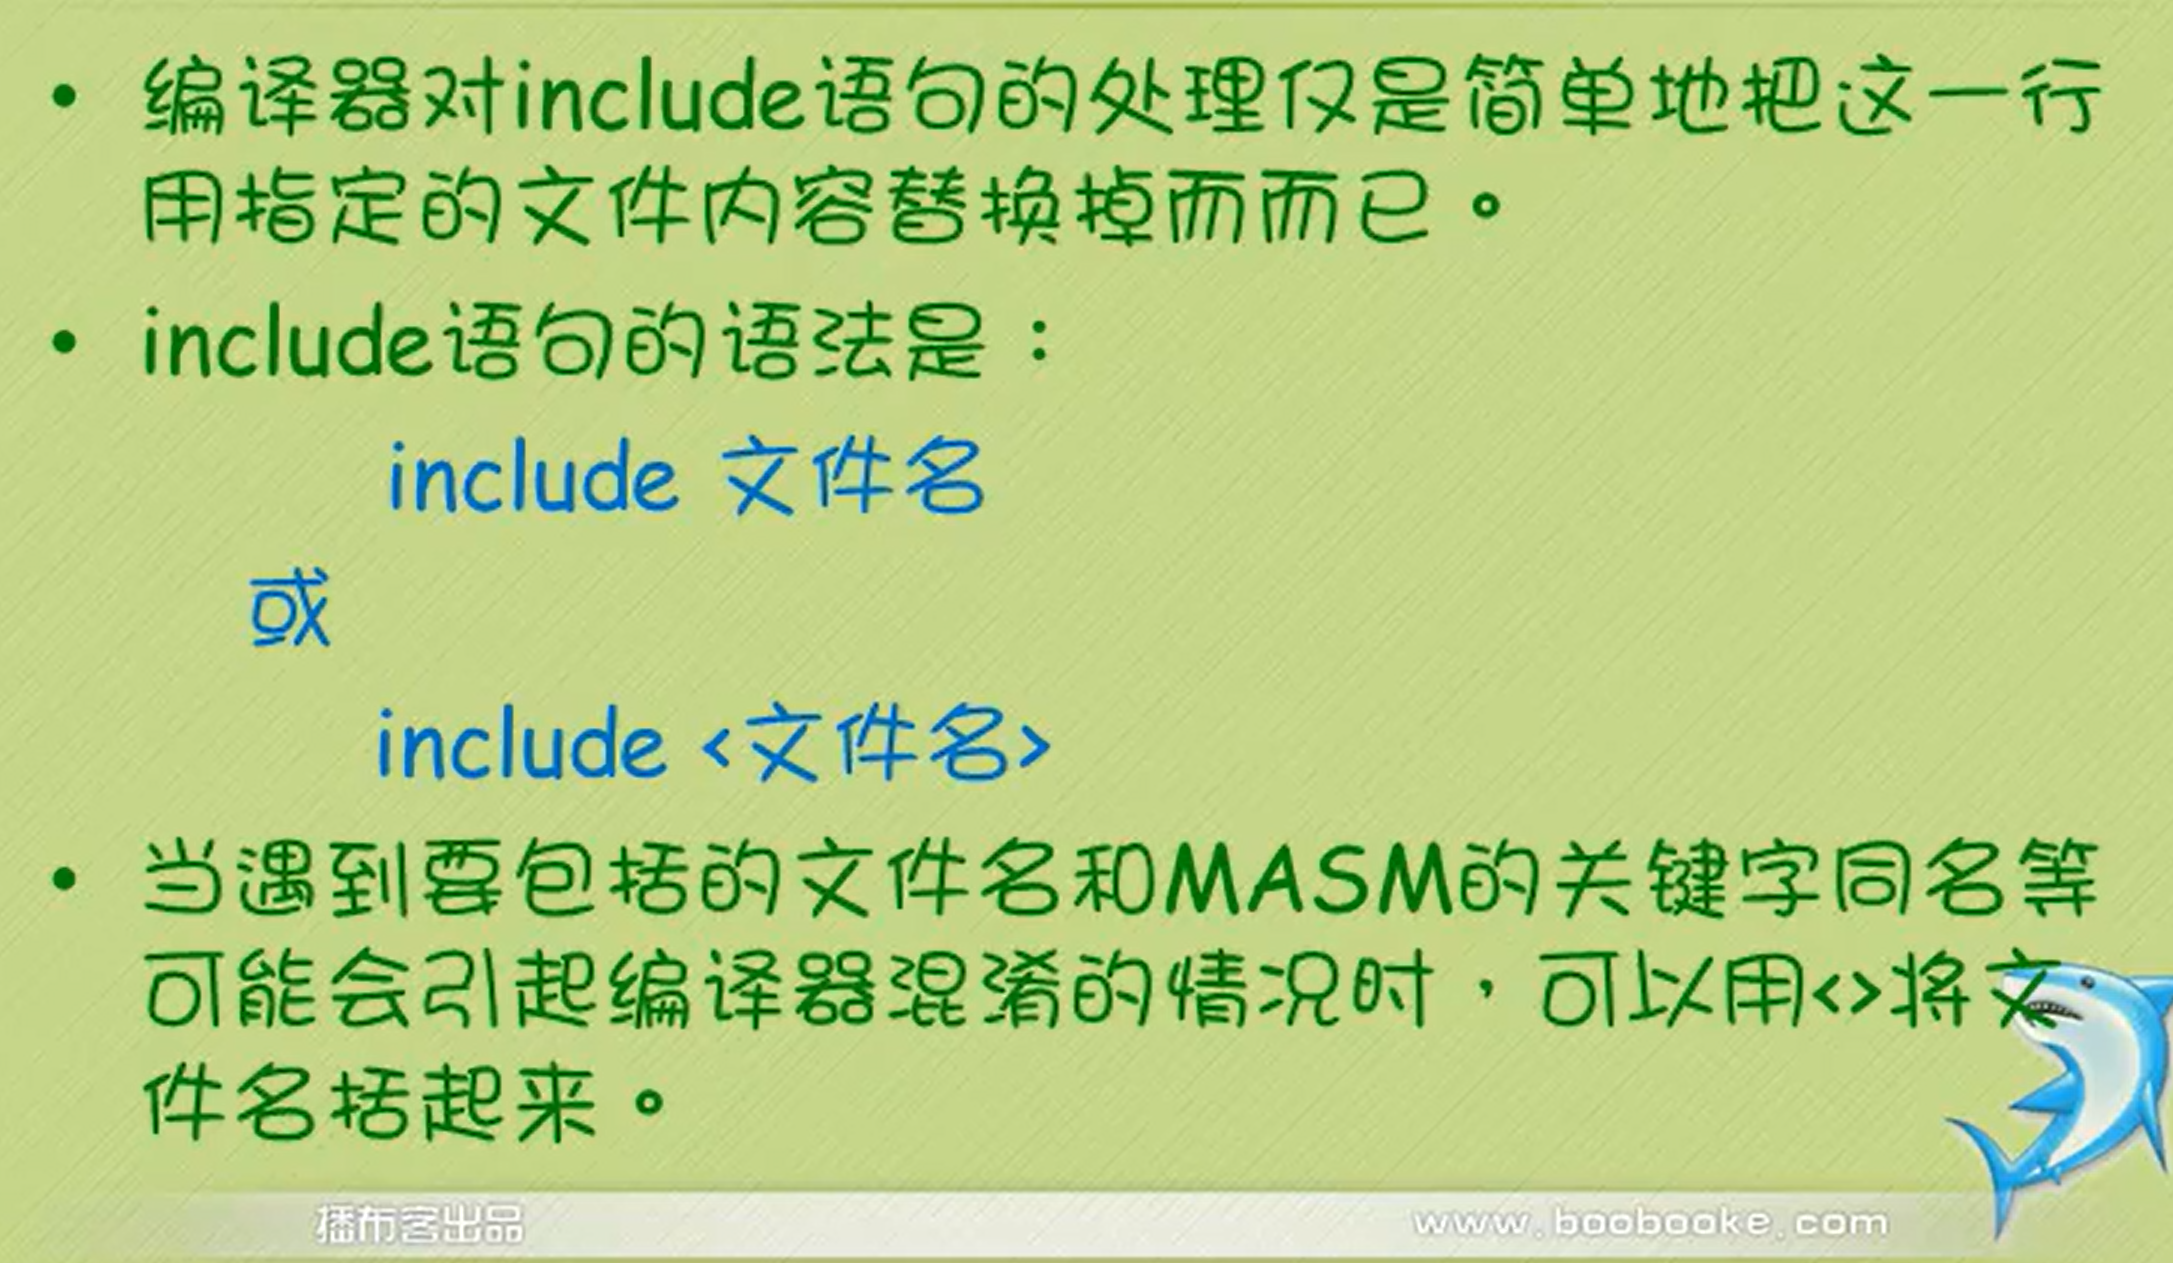 • 编译器对include语句的处理仅是简单地把这一行
用指定的文件内容替换掉而而已。
• include语句的语法是：
include 文件名
或
include <文件名>
• 当遇到要包括的文件名和MASM的关键字同名等
可能会引起编译器混淆的情况时，可以用<>将文
件名括起来。
播布客出品
www.boobooke.com